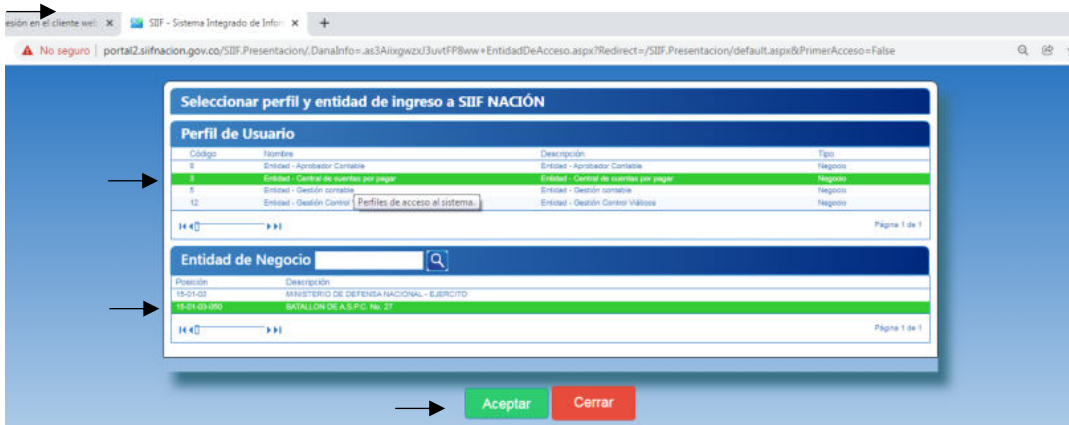 esión en el cliente web × SIIF - Sistema Integrado de Infor × +
No seguro | portal2.siifnacion.gov.co/SIIF.Presentacion/,DanaInfo=.as3AiixgwzxJ3uvtFP8ww+EntidadDeAcceso.aspx?Redirect=/SIIF.Presentacion/default.aspx&PrimerAcceso=False
Seleccionar perfil y entidad de ingreso a SIIF NACIÓN
Perfil de Usuario
Código Nombre Descripción Tipo
Entidad - Aprobador Contable Entidad - Aprobador Contable Negocio
3 Entidad - Central de cuentas por pagar Entidad - Central de cuentas por pagar Negocio
5 Entidad - Gestión contable Entidad - Gestión contable Negocio
12 Entidad - Gestión Control Perfiles de acceso al sistema. Entidad - Gestión Control Viáticos Negocio
Página 1 de 1
Entidad de Negocio
Posición Descripción
15-01-03 MINISTERIO DE DEFENSA NACIONAL - EJERCITO
15-01-03-050 BATALLON DE A.S.P.C. No. 27
Página 1 de 1
Aceptar Cerrar